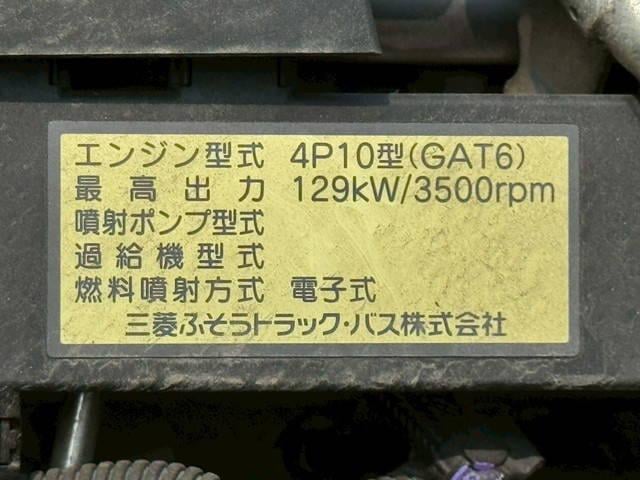 エンジン型式 4P10型(GAT6)
最高出力 129kW/3500rpm
噴射ポンプ型式
過給機型式
燃料噴射方式 電子式
三菱ふそうトラック・バス株式会社